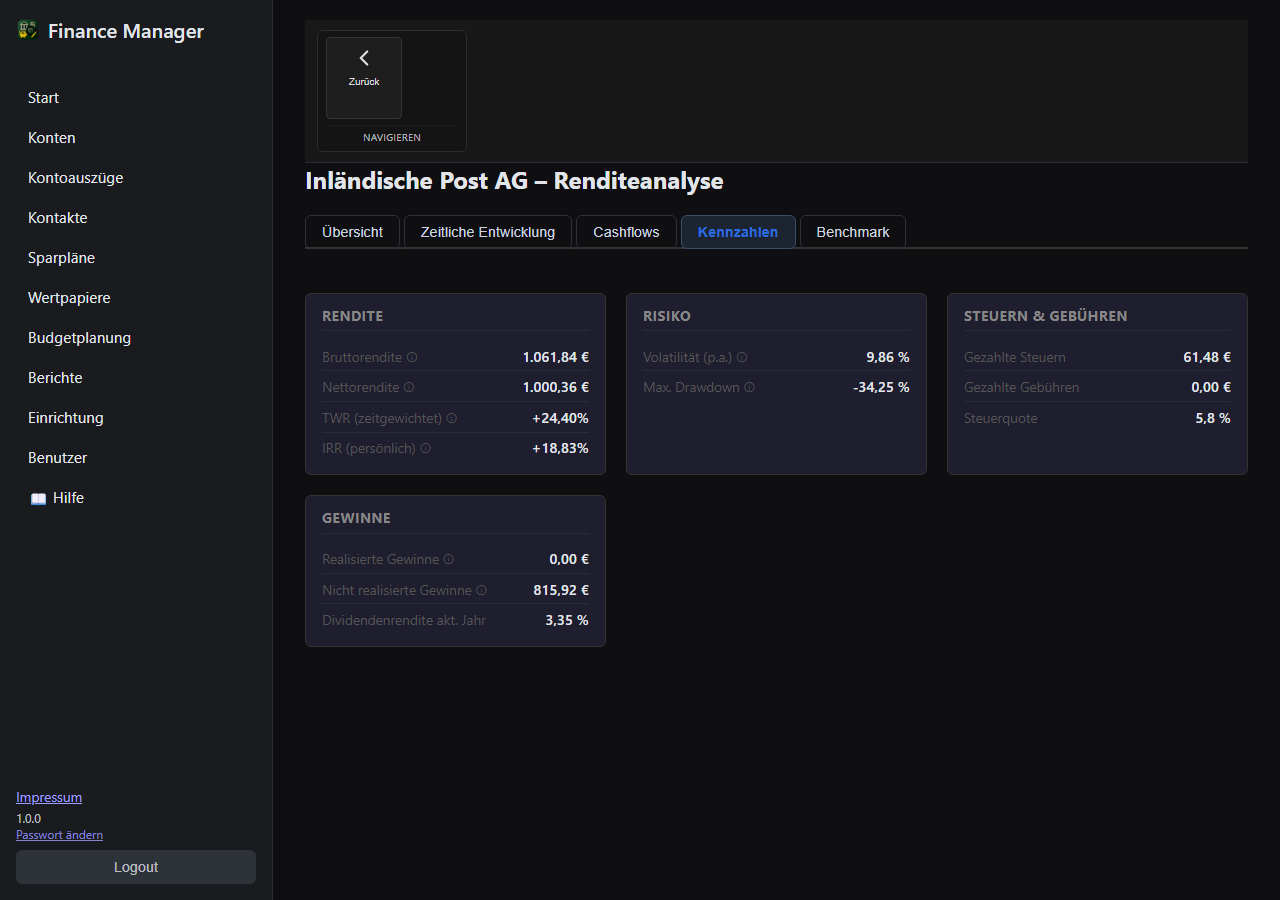 Finance Manager
Start
Konten
Kontoauszüge
Kontakte
Sparpläne
Wertpapiere
Budgetplanung
Berichte
Einrichtung
Benutzer
Hilfe
Impressum
1.0.0
Passwort ändern
Logout
Zurück
NAVIGIEREN
Inländische Post AG – Renditeanalyse
Übersicht Zeitliche Entwicklung Cashflows Kennzahlen Benchmark
RENDITE
Bruttorendite 1.061,84 €
Nettorendite 1.000,36 €
TWR (zeitgewichtet) +24,40%
IRR (persönlich) +18,83%
RISIKO
Volatilität (p.a.) 9,86 %
Max. Drawdown -34,25 %
STEUERN & GEBÜHREN
Gezahlte Steuern 61,48 €
Gezahlte Gebühren 0,00 €
Steuerquote 5,8 %
GEWINNE
Realisierte Gewinne 0,00 €
Nicht realisierte Gewinne 815,92 €
Dividendenrendite akt. Jahr 3,35 %